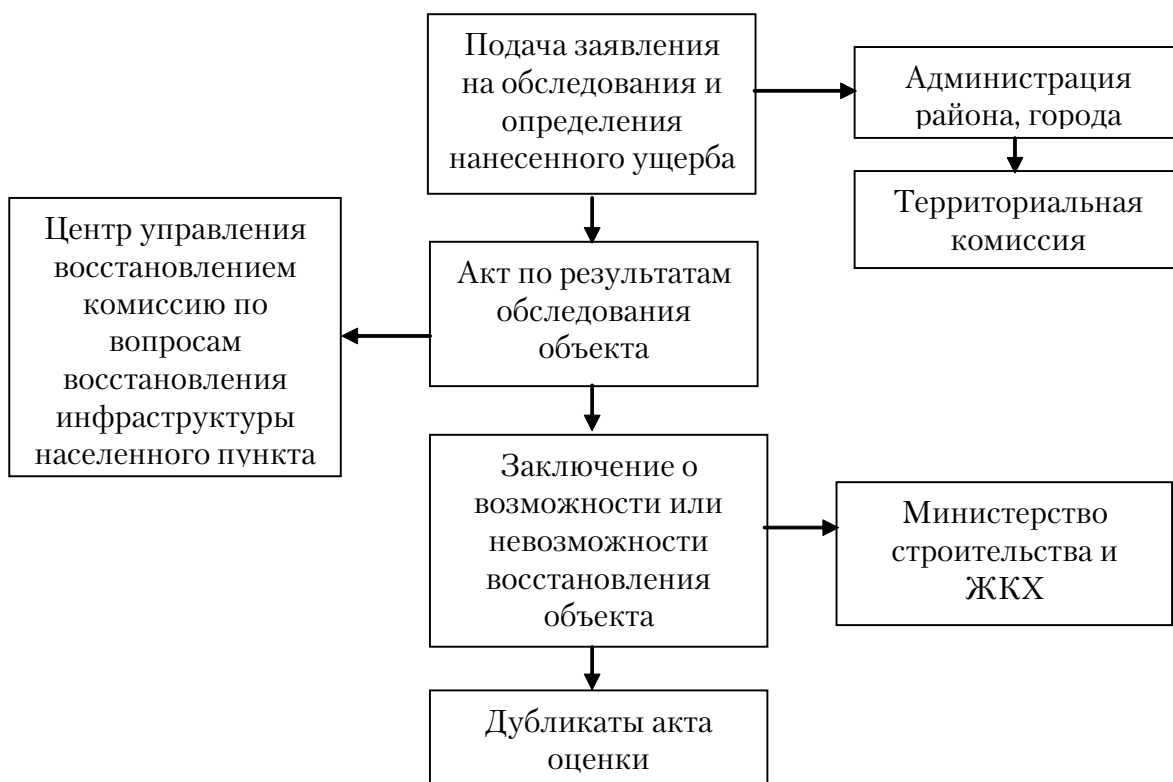 Подача заявления
на обследования и
определения
нанесенного ущерба
Администрация
района, города
Территориальная
комиссия
Центр управления
восстановлением
комиссию по
вопросам
восстановления
инфраструктуры
населенного пункта
Акт по результатам
обследования
объекта
Заключение о
возможности или
невозможности
восстановления
объекта
Министерство
строительства и
ЖКХ
Дубликаты акта
оценки